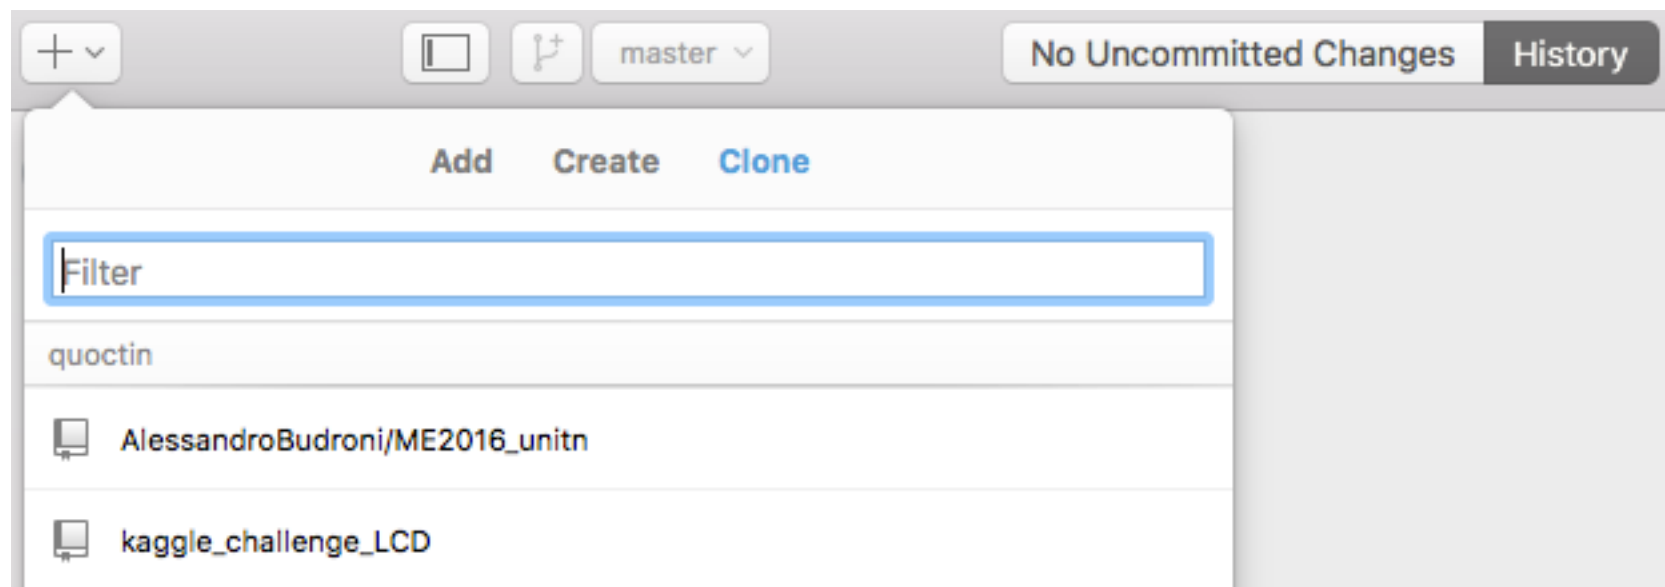 master No Uncommitted Changes History
Add Create Clone
Filter
quoctin
AlessandroBudroni/ME2016_unitn
kaggle_challenge_LCD